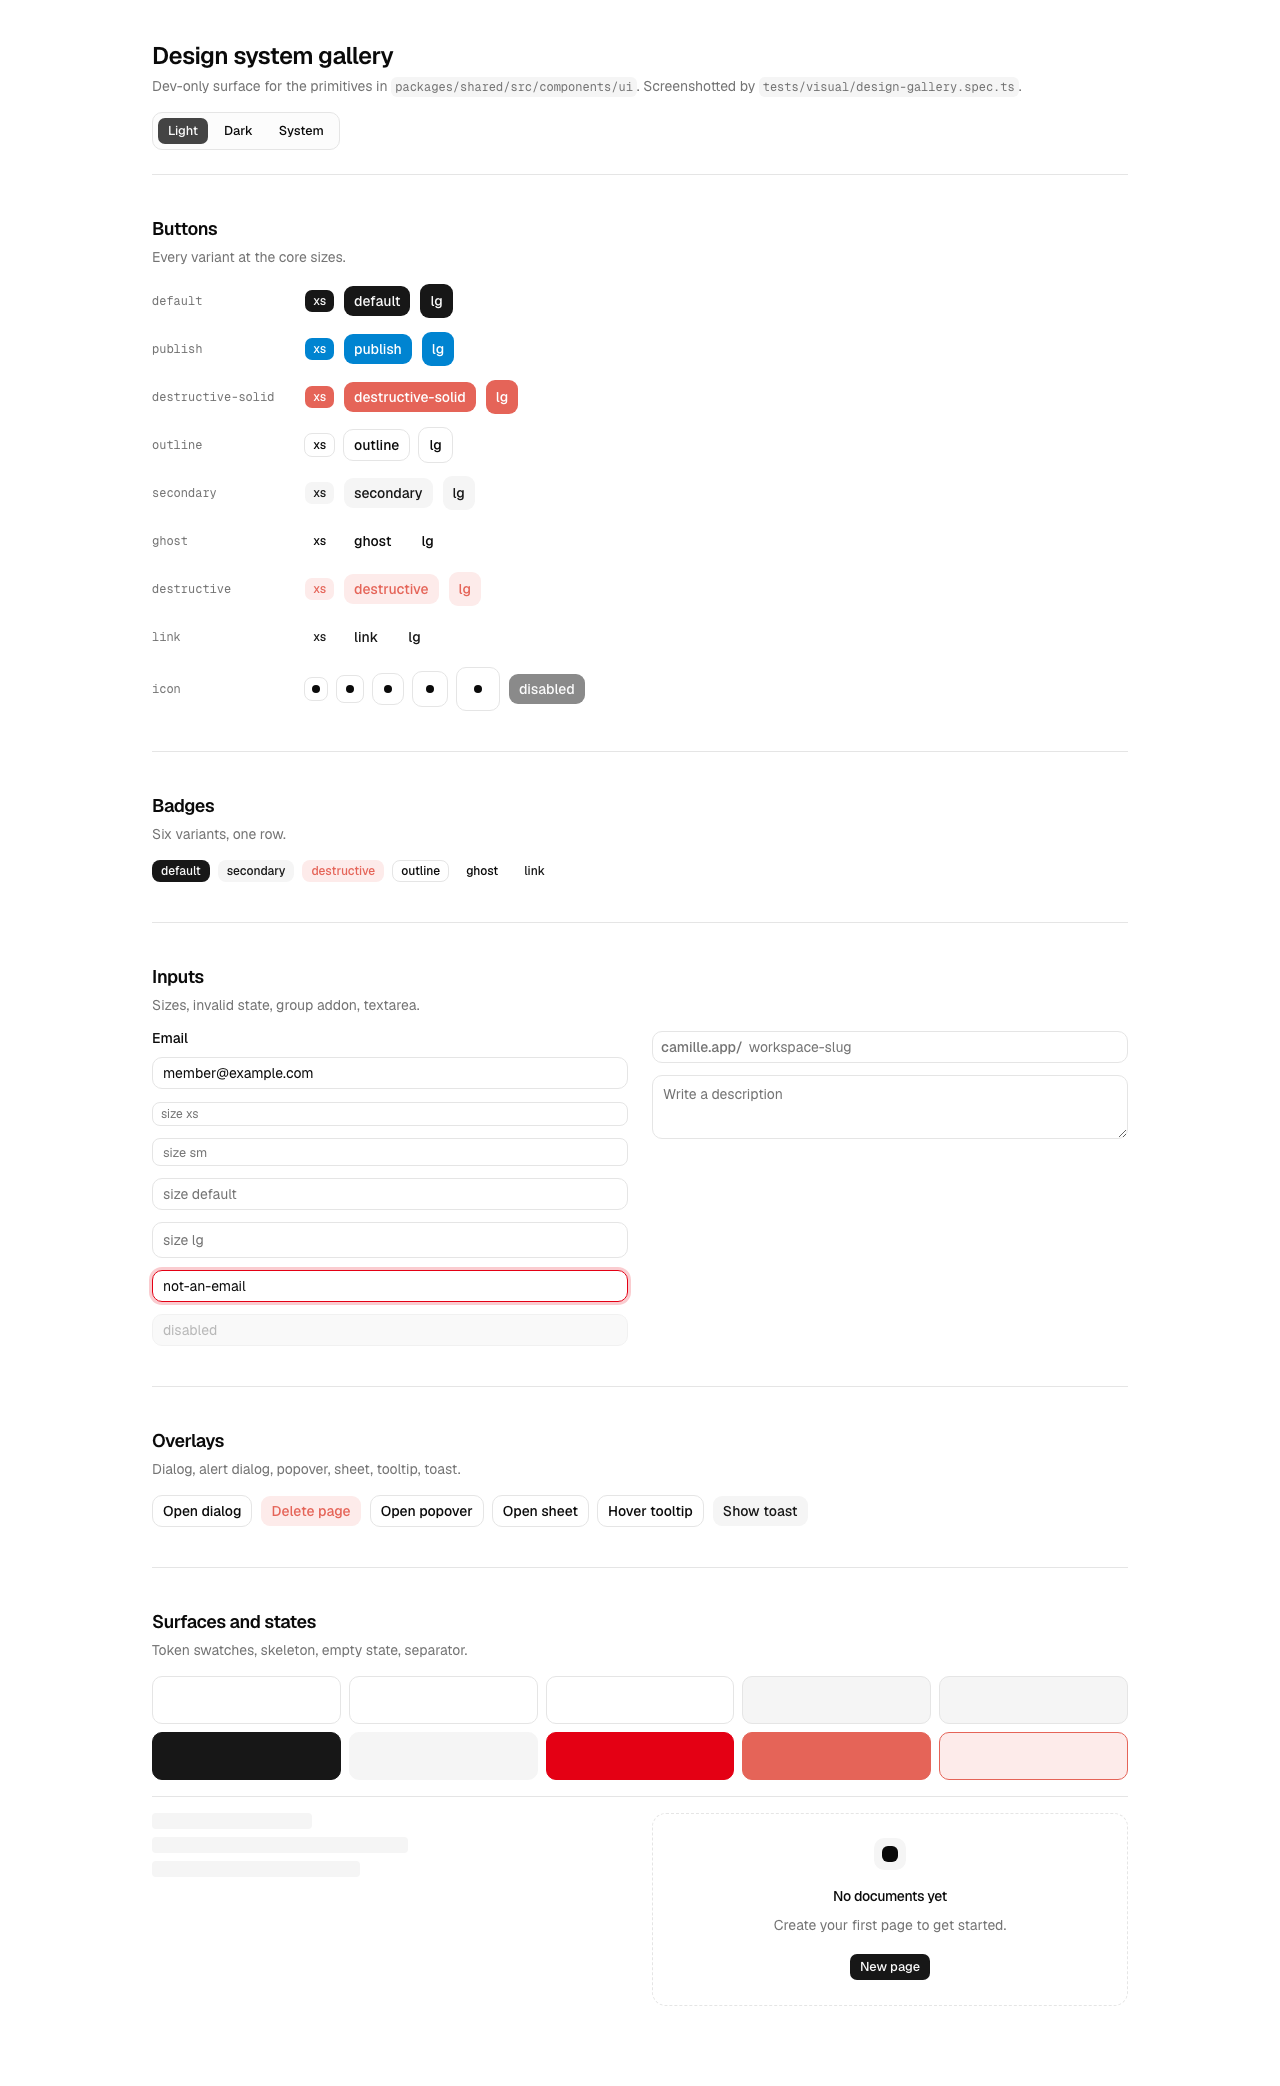 Design system gallery
Dev-only surface for the primitives in packages/shared/src/components/ui. Screenshotted by tests/visual/design-gallery.spec.ts.
Light Dark System
Buttons
Every variant at the core sizes.
default xs default lg
publish xs publish lg
destructive-solid xs destructive-solid lg
outline xs outline lg
secondary xs secondary lg
ghost xs ghost lg
destructive xs destructive lg
link xs link lg
icon disabled
Badges
Six variants, one row.
default secondary destructive outline ghost link
Inputs
Sizes, invalid state, group addon, textarea.
Email
member@example.com
size xs
size sm
size default
size lg
not-an-email
disabled
camille.app/ workspace-slug
Write a description
Overlays
Dialog, alert dialog, popover, sheet, tooltip, toast.
Open dialog Delete page Open popover Open sheet Hover tooltip Show toast
Surfaces and states
Token swatches, skeleton, empty state, separator.
No documents yet
Create your first page to get started.
New page